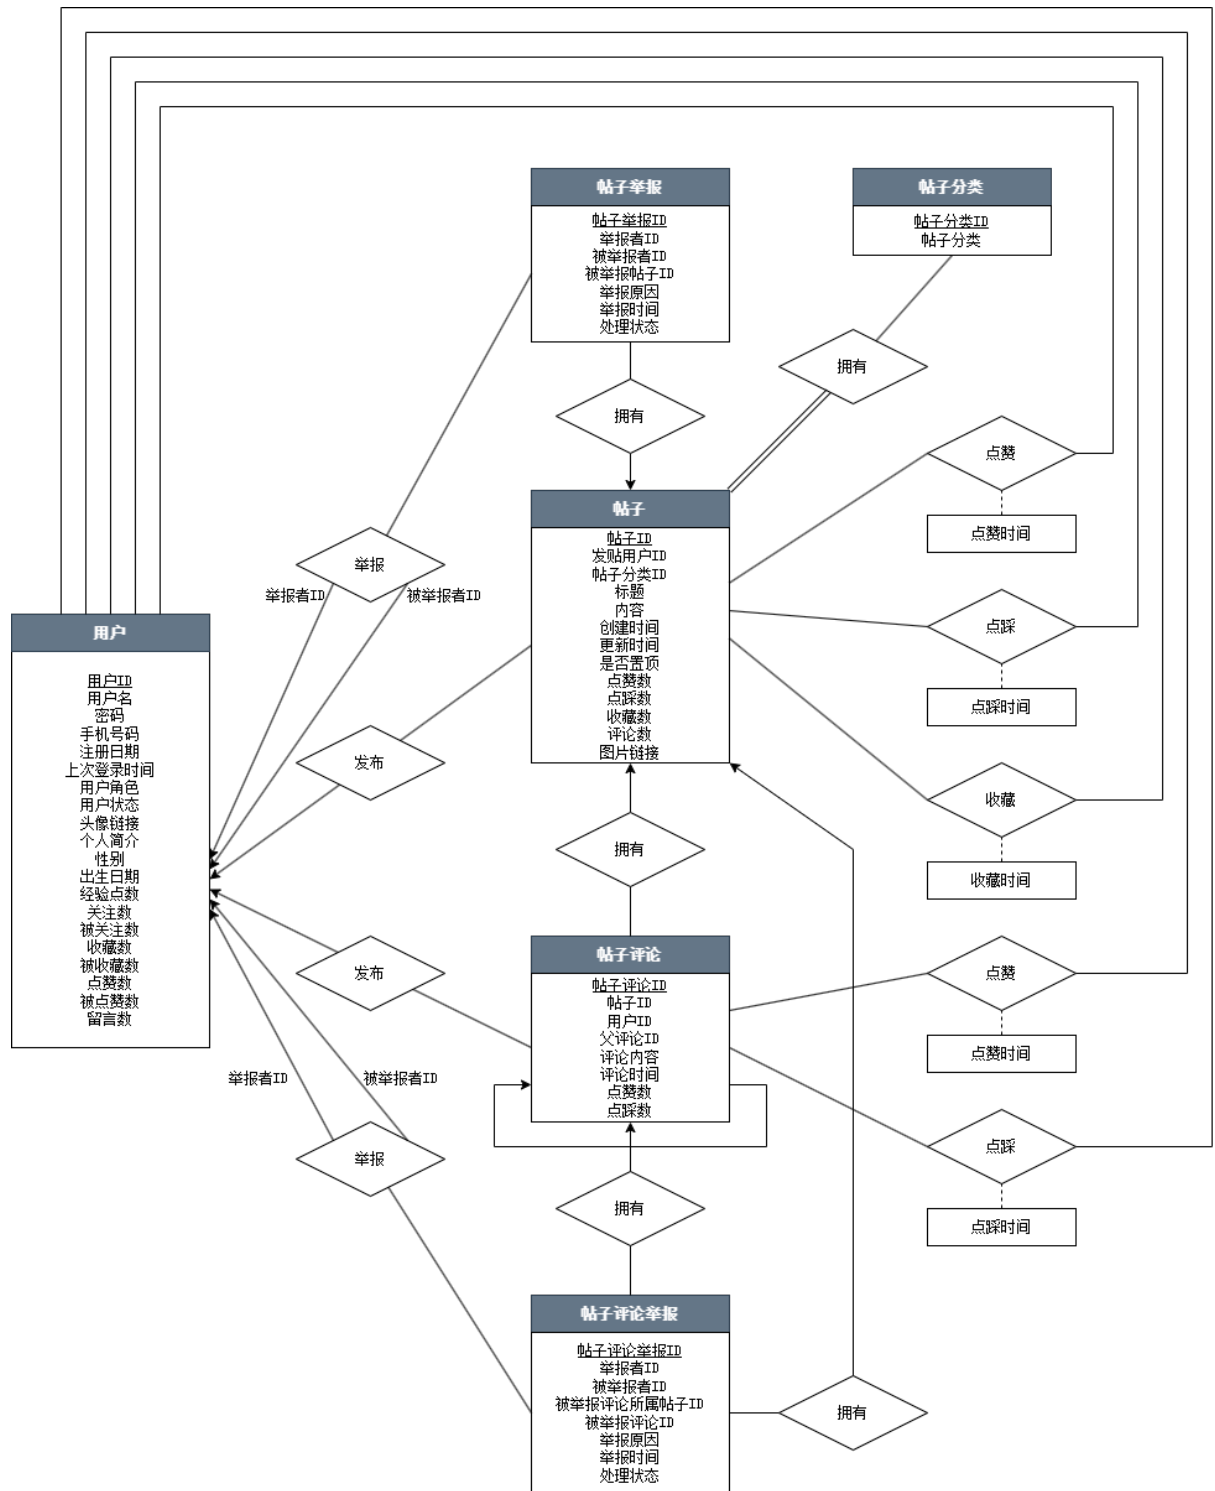 帖子举报
帖子举报ID
举报者ID
被举报者ID
被举报帖子ID
举报原因
举报时间
处理状态
帖子分类
帖子分类ID
帖子分类
拥有
拥有
点赞
点赞时间
帖子
帖子ID
发贴用户ID
帖子分类ID
标题
内容
创建时间
更新时间
是否置顶
点赞数
点踩数
收藏数
评论数
图片链接
举报
举报者ID
被举报者ID
点踩
点踩时间
用户
用户ID
用户名
密码
手机号码
注册日期
上次登录时间
用户角色
用户状态
头像链接
个人简介
性别
出生日期
经验点数
关注数
被关注数
收藏数
被收藏数
点赞数
被点赞数
留言数
发布
收藏
收藏时间
拥有
帖子评论
帖子评论ID
帖子ID
用户ID
父评论ID
评论内容
评论时间
点赞数
点踩数
发布
点赞
点赞时间
举报者ID
被举报者ID
举报
点踩
点踩时间
拥有
帖子评论举报
帖子评论举报ID
举报者ID
被举报者ID
被举报评论所属帖子ID
被举报评论ID
举报原因
举报时间
处理状态
拥有